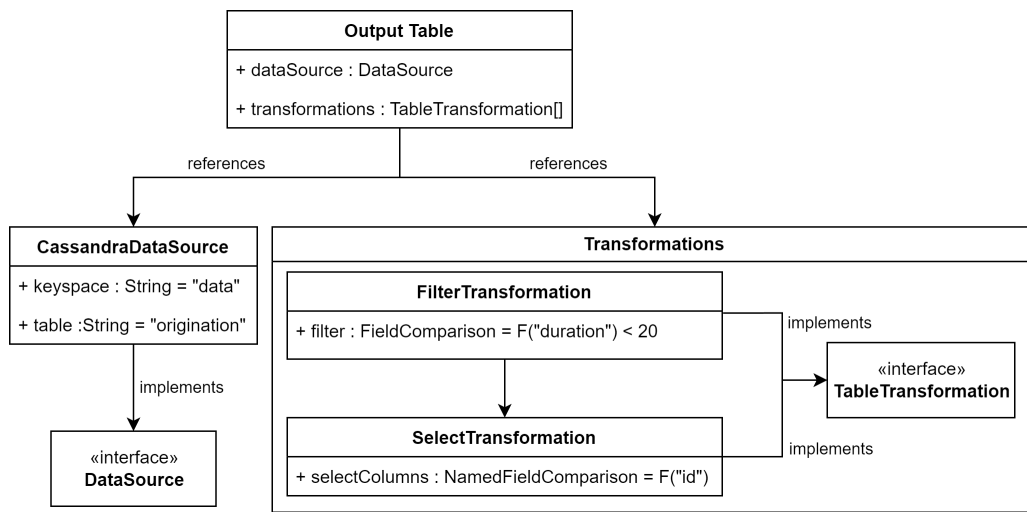 Output Table
+ dataSource : DataSource
+ transformations : TableTransformation[]
references
references
CassandraDataSource
+ keyspace : String = "data"
+ table :String = "origination"
implements
«interface»
DataSource
Transformations
FilterTransformation
+ filter : FieldComparison = F("duration") < 20
SelectTransformation
+ selectColumns : NamedFieldComparison = F("id")
implements
«interface»
TableTransformation
implements